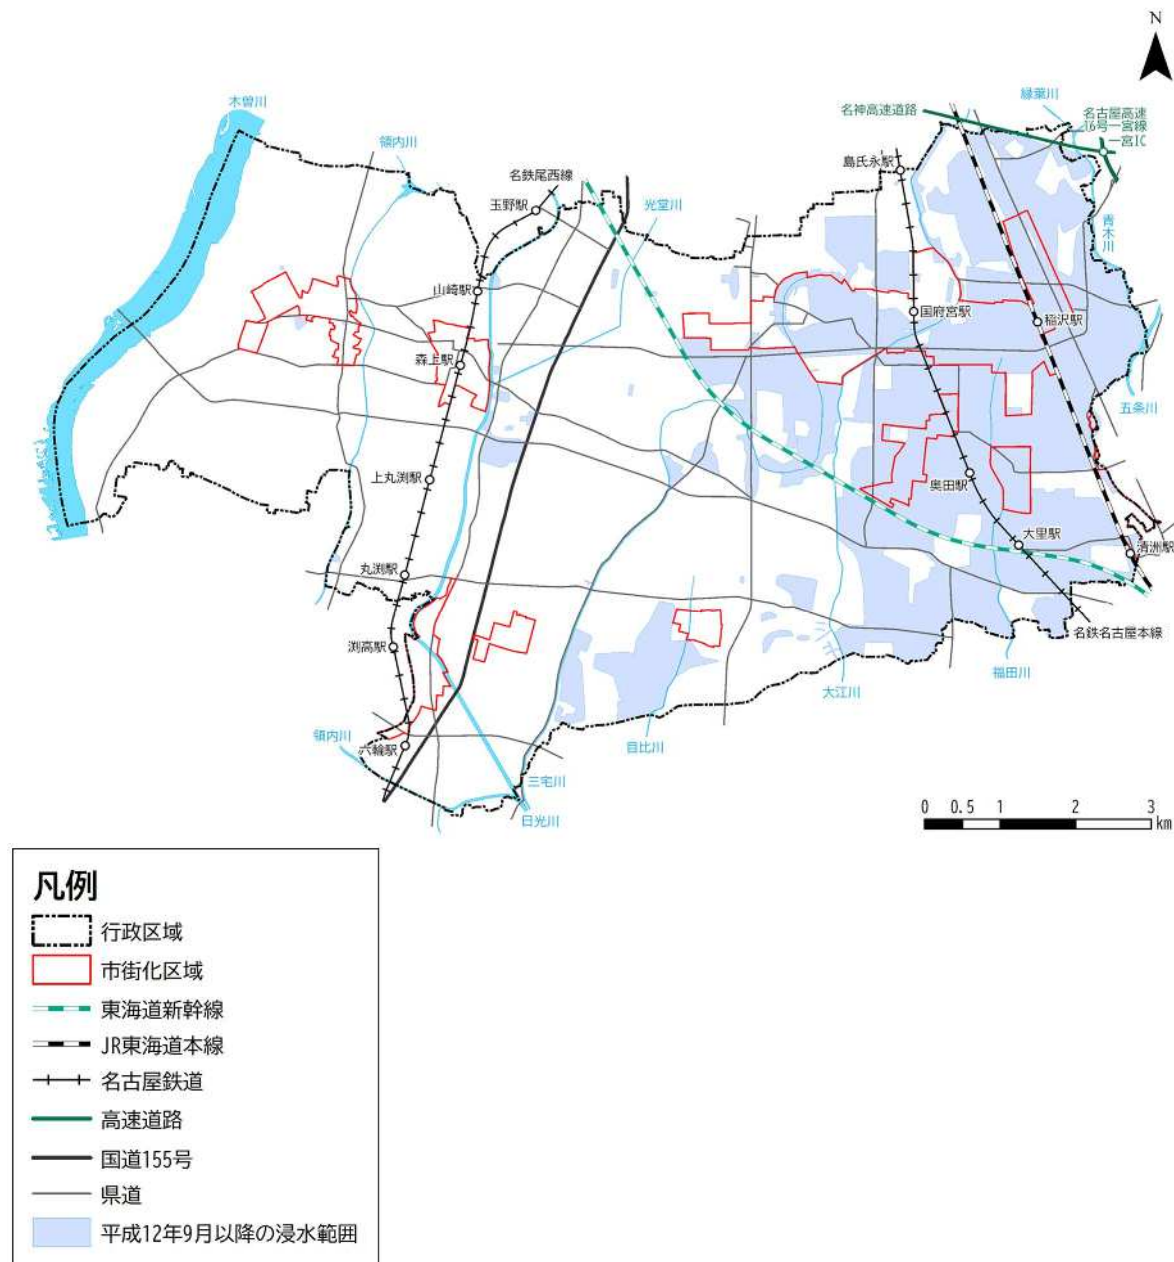 N
木曽川
領内川
名鉄尾西線
玉野駅
光堂川
名神高速道路
縁葉川
名古屋高速
16号一宮線
一宮IC
島氏永駅
青木川
山崎駅
国府宮駅
稲沢駅
森上駅
五条川
上丸渕駅
奥田駅
大里駅
清洲駅
丸渕駅
渕高駅
名鉄名古屋本線
福田川
大江川
目比川
領内川
六輪駅
三宅川
日光川
0 0.5 1 2 3
km
凡例
行政区域
市街化区域
東海道新幹線
JR東海道本線
名古屋鉄道
高速道路
国道155号
県道
平成12年9月以降の浸水範囲